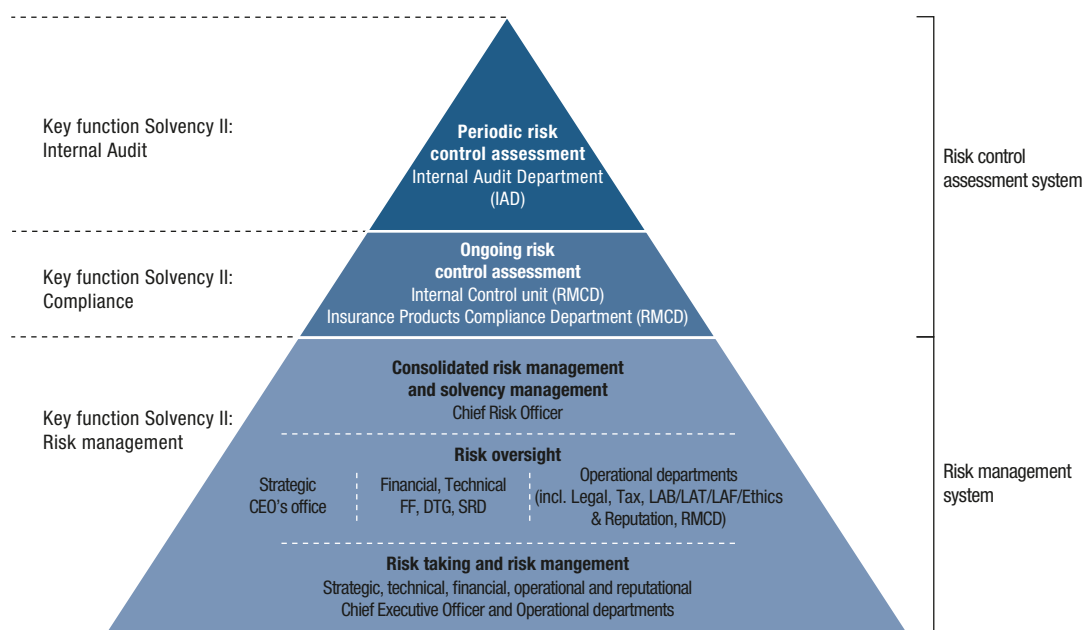 Key function Solvency II:
Internal Audit
Periodic risk
control assessment
Internal Audit Department
(IAD)
Risk control
assessment system
Key function Solvency II:
Compliance
Ongoing risk
control assessment
Internal Control unit (RMCD)
Insurance Products Compliance Department (RMCD)
Key function Solvency II:
Risk management
Consolidated risk management
and solvency management
Chief Risk Officer
Risk oversight
Strategic
CEO's office
Financial, Technical
FF, DTG, SRD
Operational departments
(incl. Legal, Tax, LAB/LAT/LAF/Ethics
& Reputation, RMCD)
Risk management
system
Risk taking and risk mangement
Strategic, technical, financial, operational and reputational
Chief Executive Officer and Operational departments